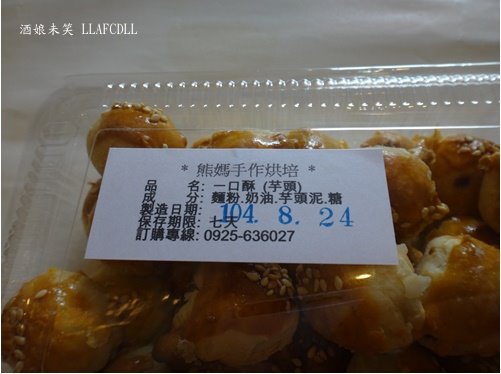 酒娘未笑 LLAFCDLL
* 熊媽手作烘培 *
品 名: 一口酥 (芋頭)
成 分: 麵粉.奶油.芋頭泥.糖
製造日期: 104. 8. 24
保存期限: 七天
訂購專線: 0925-636027